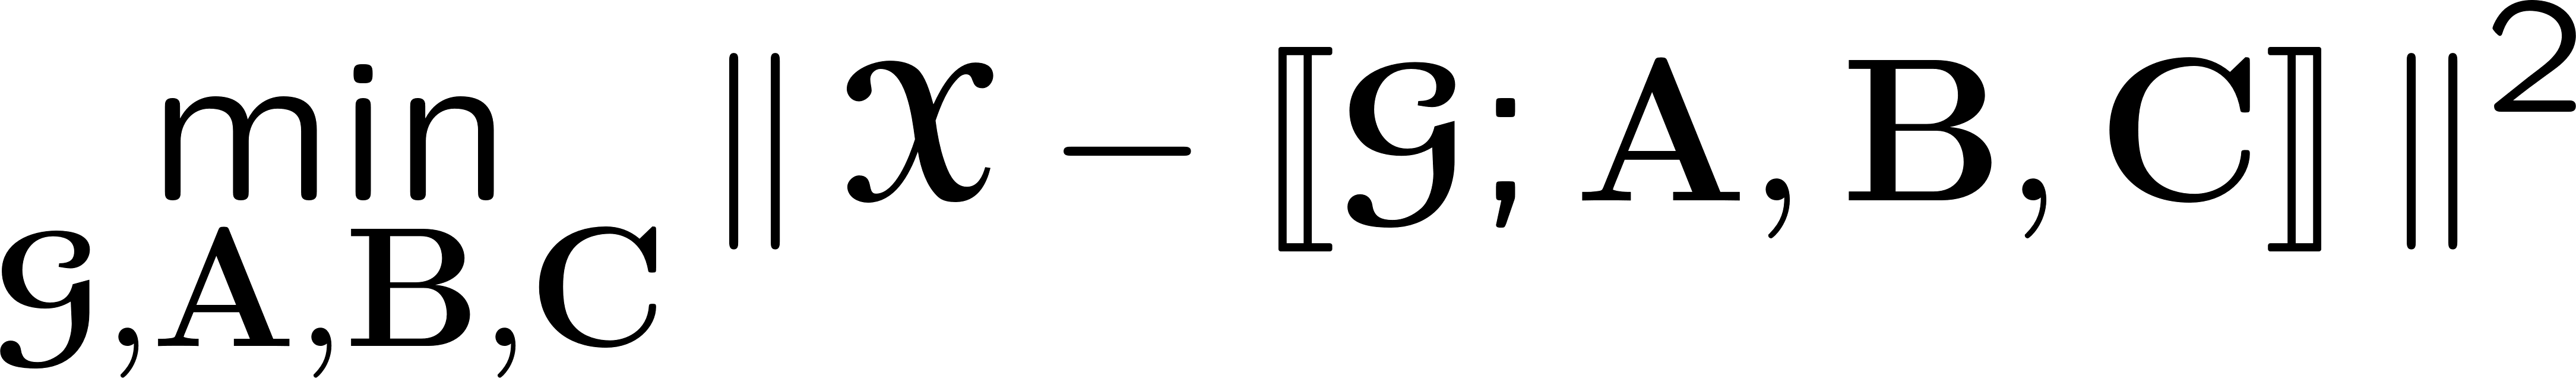 min ‖ 𝒳 − ⟦𝒢; A, B, C⟧ ‖²
𝒢,A,B,C